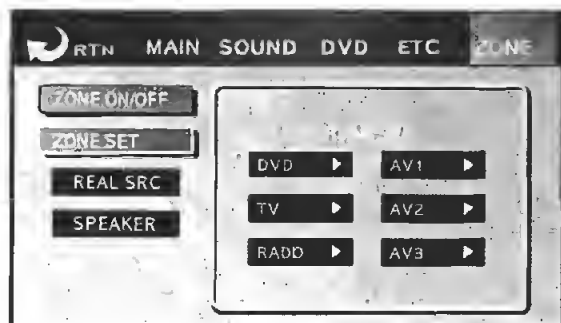 RTN MAIN SOUND DVD ETC ZONE
ZONE ON/OFF
ZONE SET
REAL SRC
SPEAKER
DVD AV1
TV AV2
RADD AV3